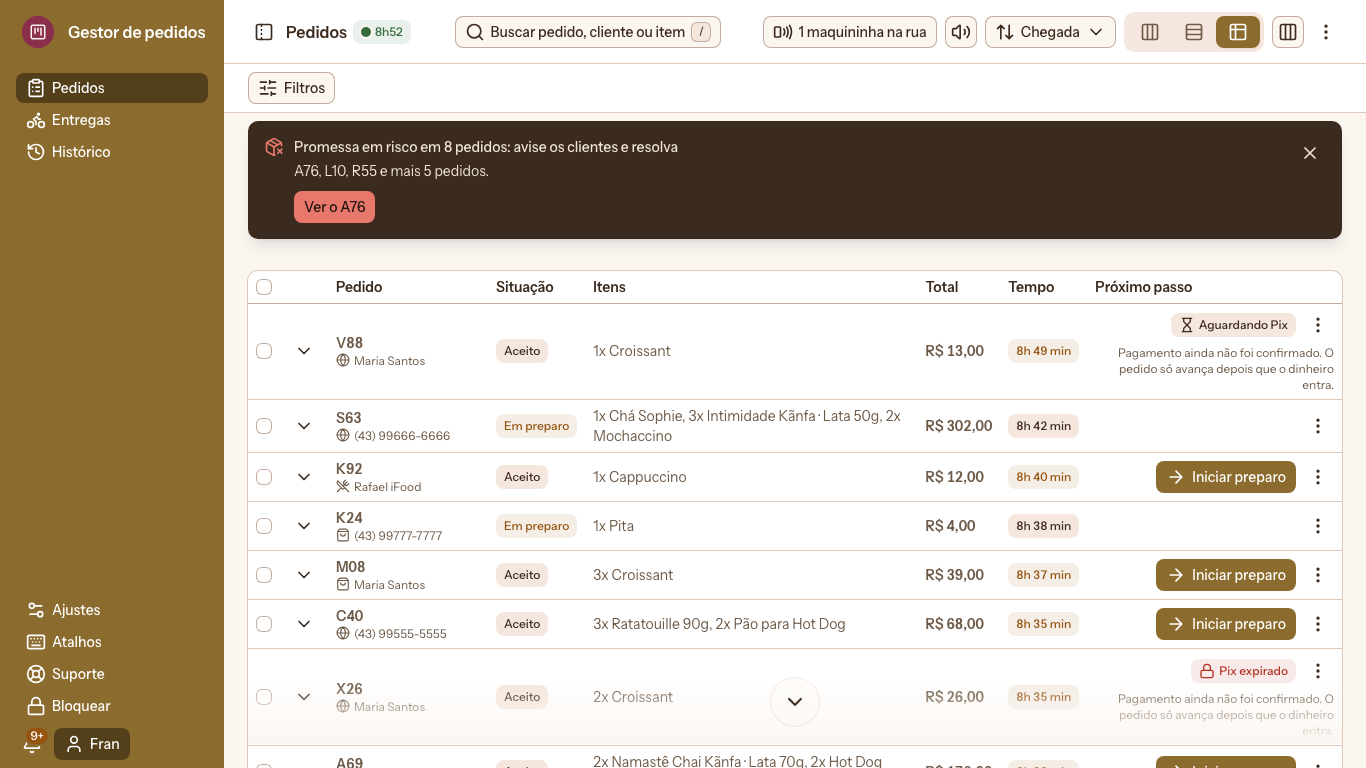 Gestor de pedidos
Pedidos
8h52
Buscar pedido, cliente ou item /
1 maquininha na rua
Chegada
Pedidos
Entregas
Histórico
Filtros
Promessa em risco em 8 pedidos: avise os clientes e resolva
A76, L10, R55 e mais 5 pedidos.
Ver o A76
Pedido Situação Itens Total Tempo Próximo passo
V88
Maria Santos
Aceito
1x Croissant
R$ 13,00
8h 49 min
Aguardando Pix
Pagamento ainda não foi confirmado. O
pedido só avança depois que o dinheiro
entra.
S63
(43) 99666-6666
Em preparo
1x Chá Sophie, 3x Intimidade Kãnfa · Lata 50g, 2x
Mochaccino
R$ 302,00
8h 42 min
K92
Rafael iFood
Aceito
1x Cappuccino
R$ 12,00
8h 40 min
Iniciar preparo
K24
(43) 99777-7777
Em preparo
1x Pita
R$ 4,00
8h 38 min
M08
Maria Santos
Aceito
3x Croissant
R$ 39,00
8h 37 min
Iniciar preparo
C40
(43) 99555-5555
Aceito
3x Ratatouille 90g, 2x Pão para Hot Dog
R$ 68,00
8h 35 min
Iniciar preparo
X26
Maria Santos
Aceito
2x Croissant
R$ 26,00
8h 35 min
Pix expirado
Pagamento ainda não foi confirmado. O
pedido só avança depois que o dinheiro
entra.
A69
2x Namastê Chai Kãnfa · Lata 70g, 2x Hot Dog
Ajustes
Atalhos
Suporte
Bloquear
9+
Fran